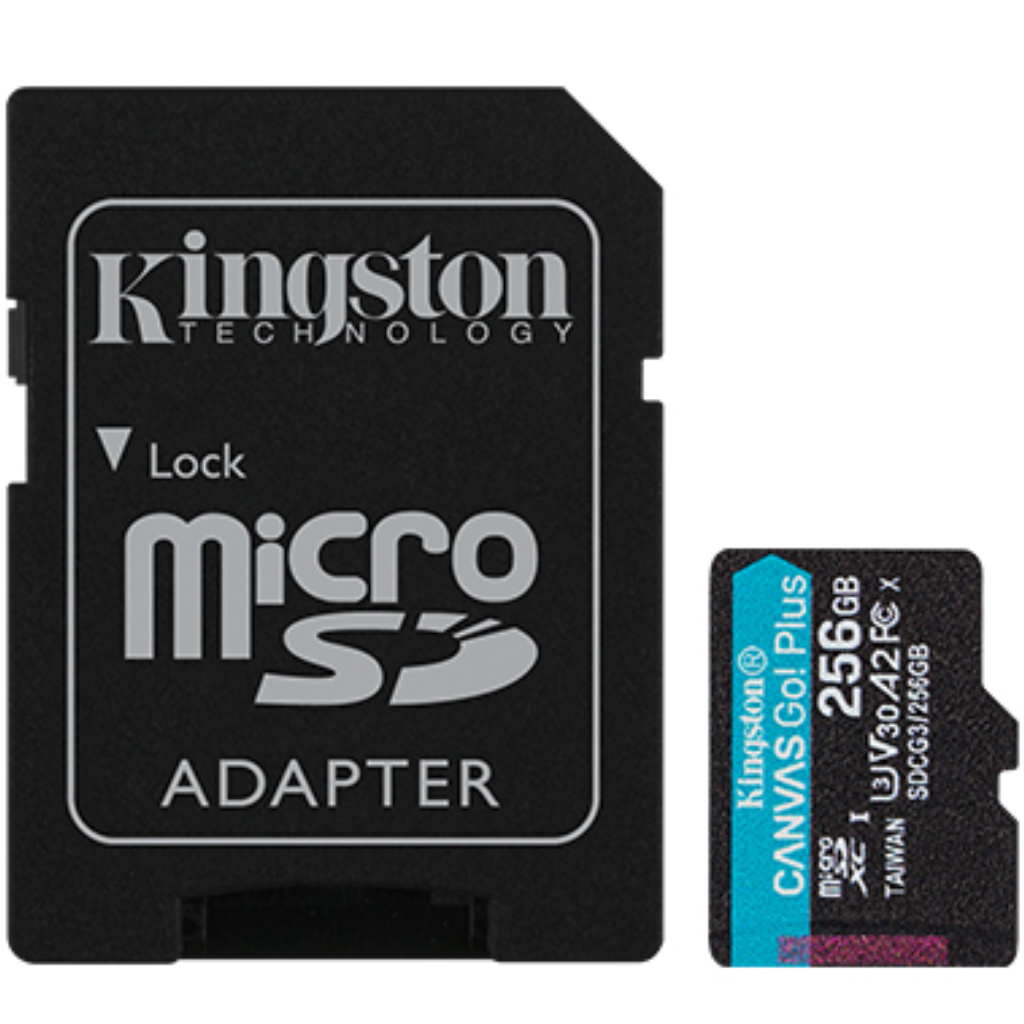 Kingston
TECHNOLOGY
Lock
micro
SD
ADAPTER
Kingston®
CANVAS Go! Plus
256GB
micro SD XC I U3 V30 A2 FC X
TAIWAN SDCG3/256GB